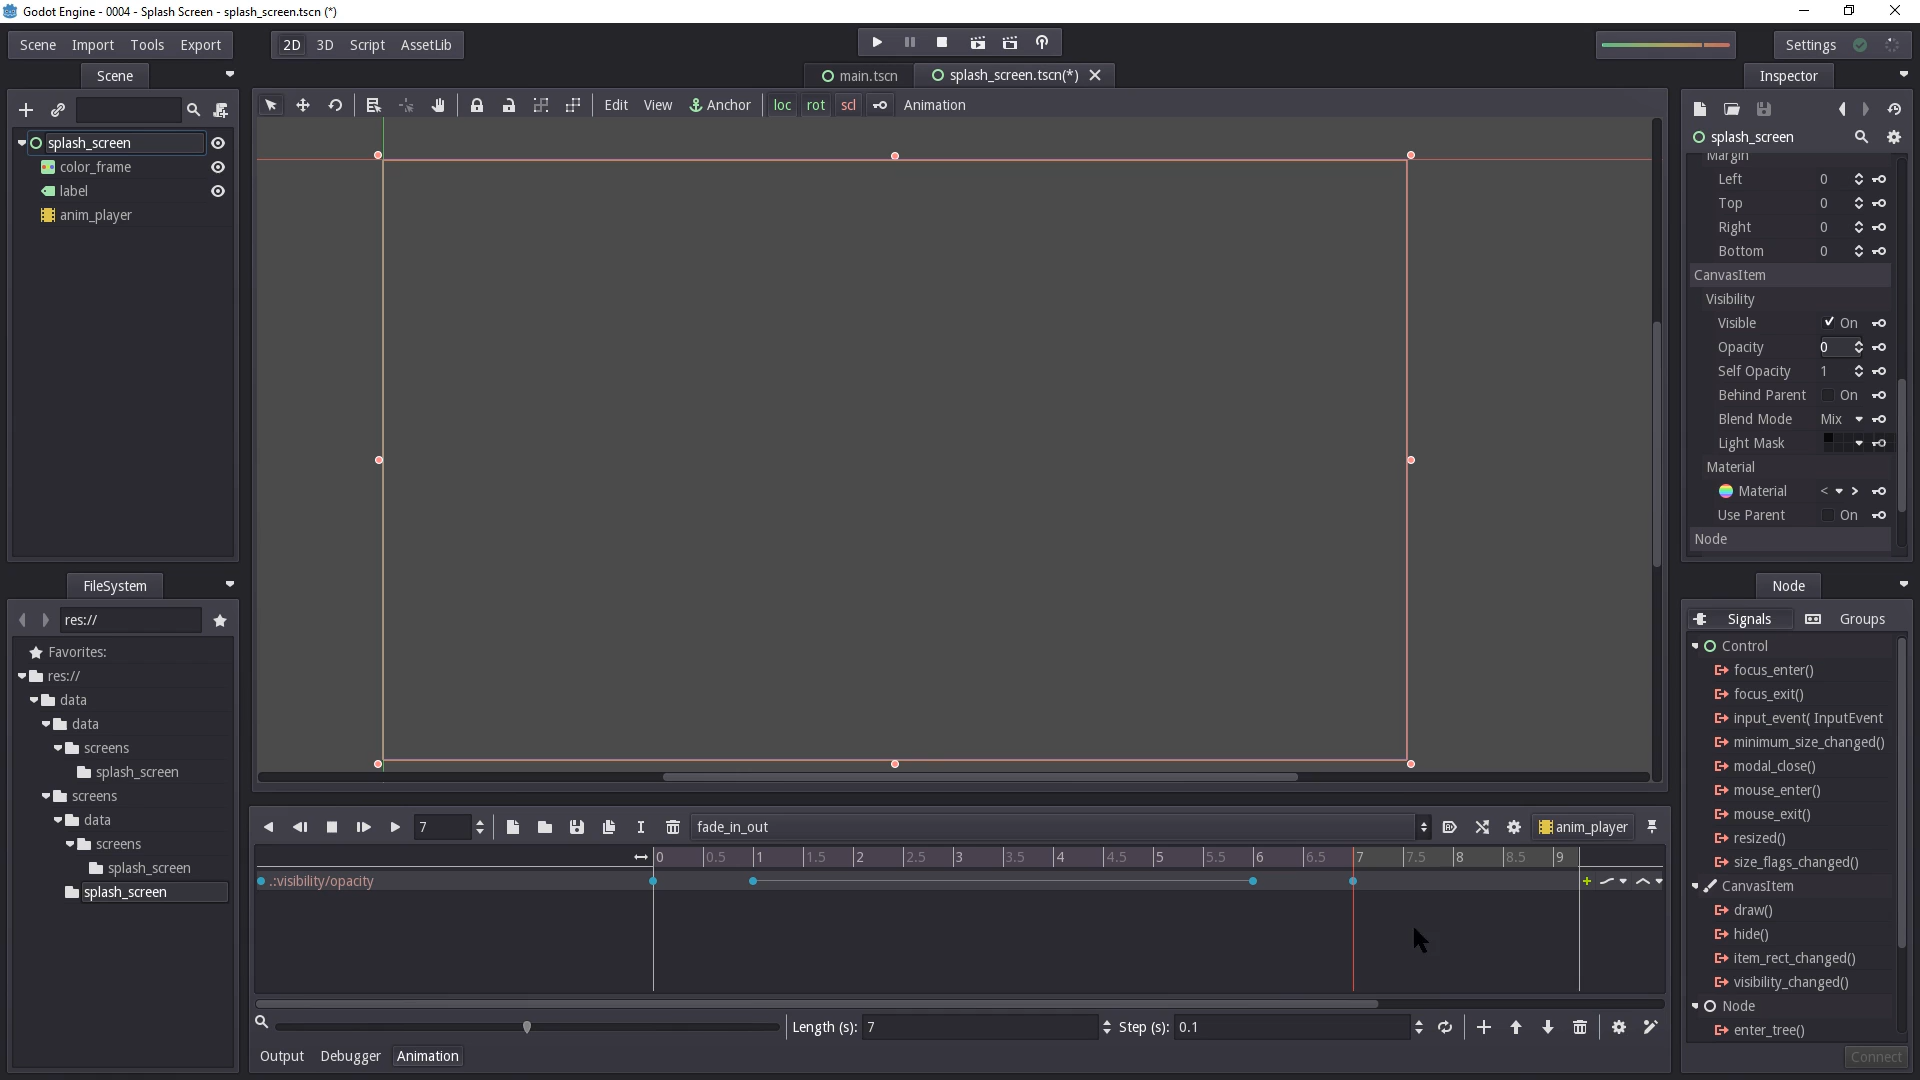 Godot Engine - 0004 - Splash Screen - splash_screen.tscn (*)
Scene Import Tools Export
2D 3D Script AssetLib
Settings
Scene
main.tscn
splash_screen.tscn(*)
Inspector
Edit View Anchor loc rot scl Animation
splash_screen
color_frame
label
anim_player
splash_screen
Margin
Left 0
Top 0
Right 0
Bottom 0
CanvasItem
Visibility
Visible On
Opacity 0
Self Opacity 1
Behind Parent On
Blend Mode Mix
Light Mask
Material
Material <
Use Parent On
Node
FileSystem
res://
Favorites:
res://
data
data
screens
splash_screen
screens
data
screens
splash_screen
splash_screen
Node
Signals Groups
Control
focus_enter()
focus_exit()
input_event( InputEvent
minimum_size_changed()
modal_close()
mouse_enter()
mouse_exit()
resized()
size_flags_changed()
CanvasItem
draw()
hide()
item_rect_changed()
visibility_changed()
Node
enter_tree()
Connect
7 fade_in_out anim_player
0 0.5 1 1.5 2 2.5 3 3.5 4 4.5 5 5.5 6 6.5 7 7.5 8 8.5 9
.:visibility/opacity
Length (s): 7 Step (s): 0.1
Output Debugger Animation